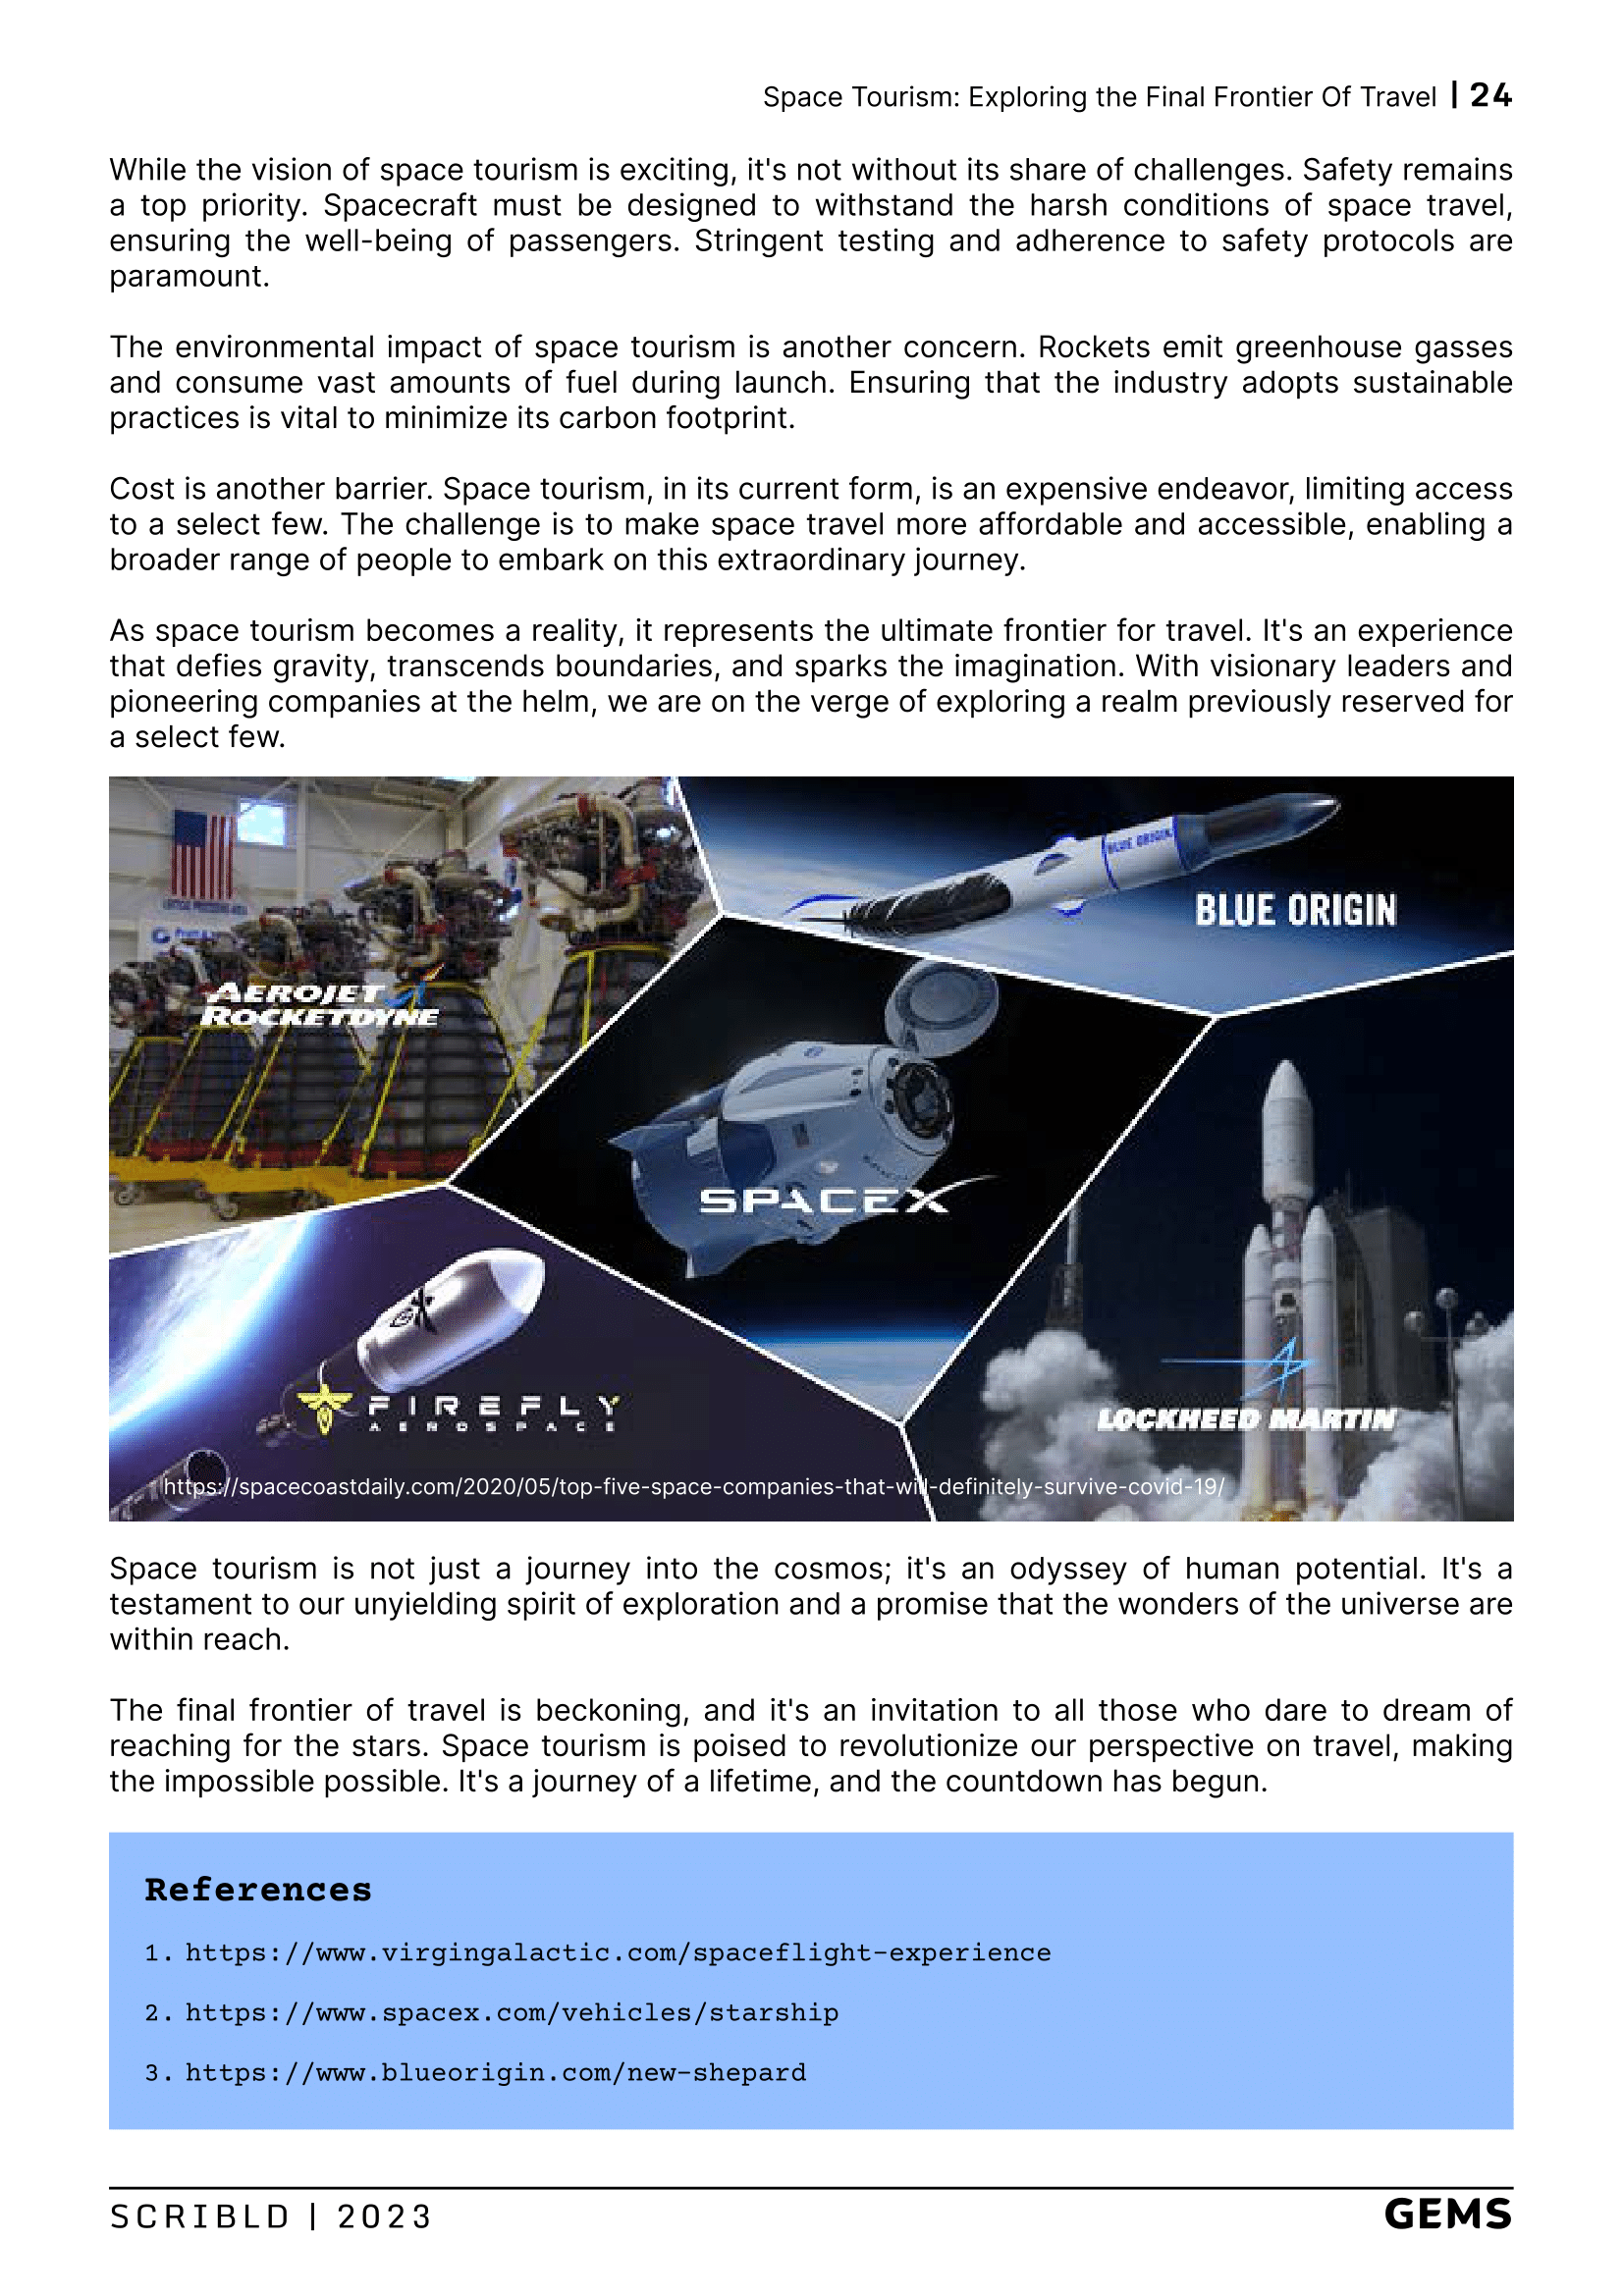 Space Tourism: Exploring the Final Frontier Of Travel | 24
While the vision of space tourism is exciting, it's not without its share of challenges. Safety remains
a top priority. Spacecraft must be designed to withstand the harsh conditions of space travel,
ensuring the well-being of passengers. Stringent testing and adherence to safety protocols are
paramount.
The environmental impact of space tourism is another concern. Rockets emit greenhouse gasses
and consume vast amounts of fuel during launch. Ensuring that the industry adopts sustainable
practices is vital to minimize its carbon footprint.
Cost is another barrier. Space tourism, in its current form, is an expensive endeavor, limiting access
to a select few. The challenge is to make space travel more affordable and accessible, enabling a
broader range of people to embark on this extraordinary journey.
As space tourism becomes a reality, it represents the ultimate frontier for travel. It's an experience
that defies gravity, transcends boundaries, and sparks the imagination. With visionary leaders and
pioneering companies at the helm, we are on the verge of exploring a realm previously reserved for
a select few.
BLUE ORIGIN
BLUE ORIGIN
AEROJET
ROCKETDYNE
SPACEX
FIREFLY
AEROSPACE
LOCKHEED MARTIN
https://spacecoastdaily.com/2020/05/top-five-space-companies-that-will-definitely-survive-covid-19/
Space tourism is not just a journey into the cosmos; it's an odyssey of human potential. It's a
testament to our unyielding spirit of exploration and a promise that the wonders of the universe are
within reach.
The final frontier of travel is beckoning, and it's an invitation to all those who dare to dream of
reaching for the stars. Space tourism is poised to revolutionize our perspective on travel, making
the impossible possible. It's a journey of a lifetime, and the countdown has begun.
References
1. https://www.virgingalactic.com/spaceflight-experience
2. https://www.spacex.com/vehicles/starship
3. https://www.blueorigin.com/new-shepard
SCRIBLD | 2023
GEMS